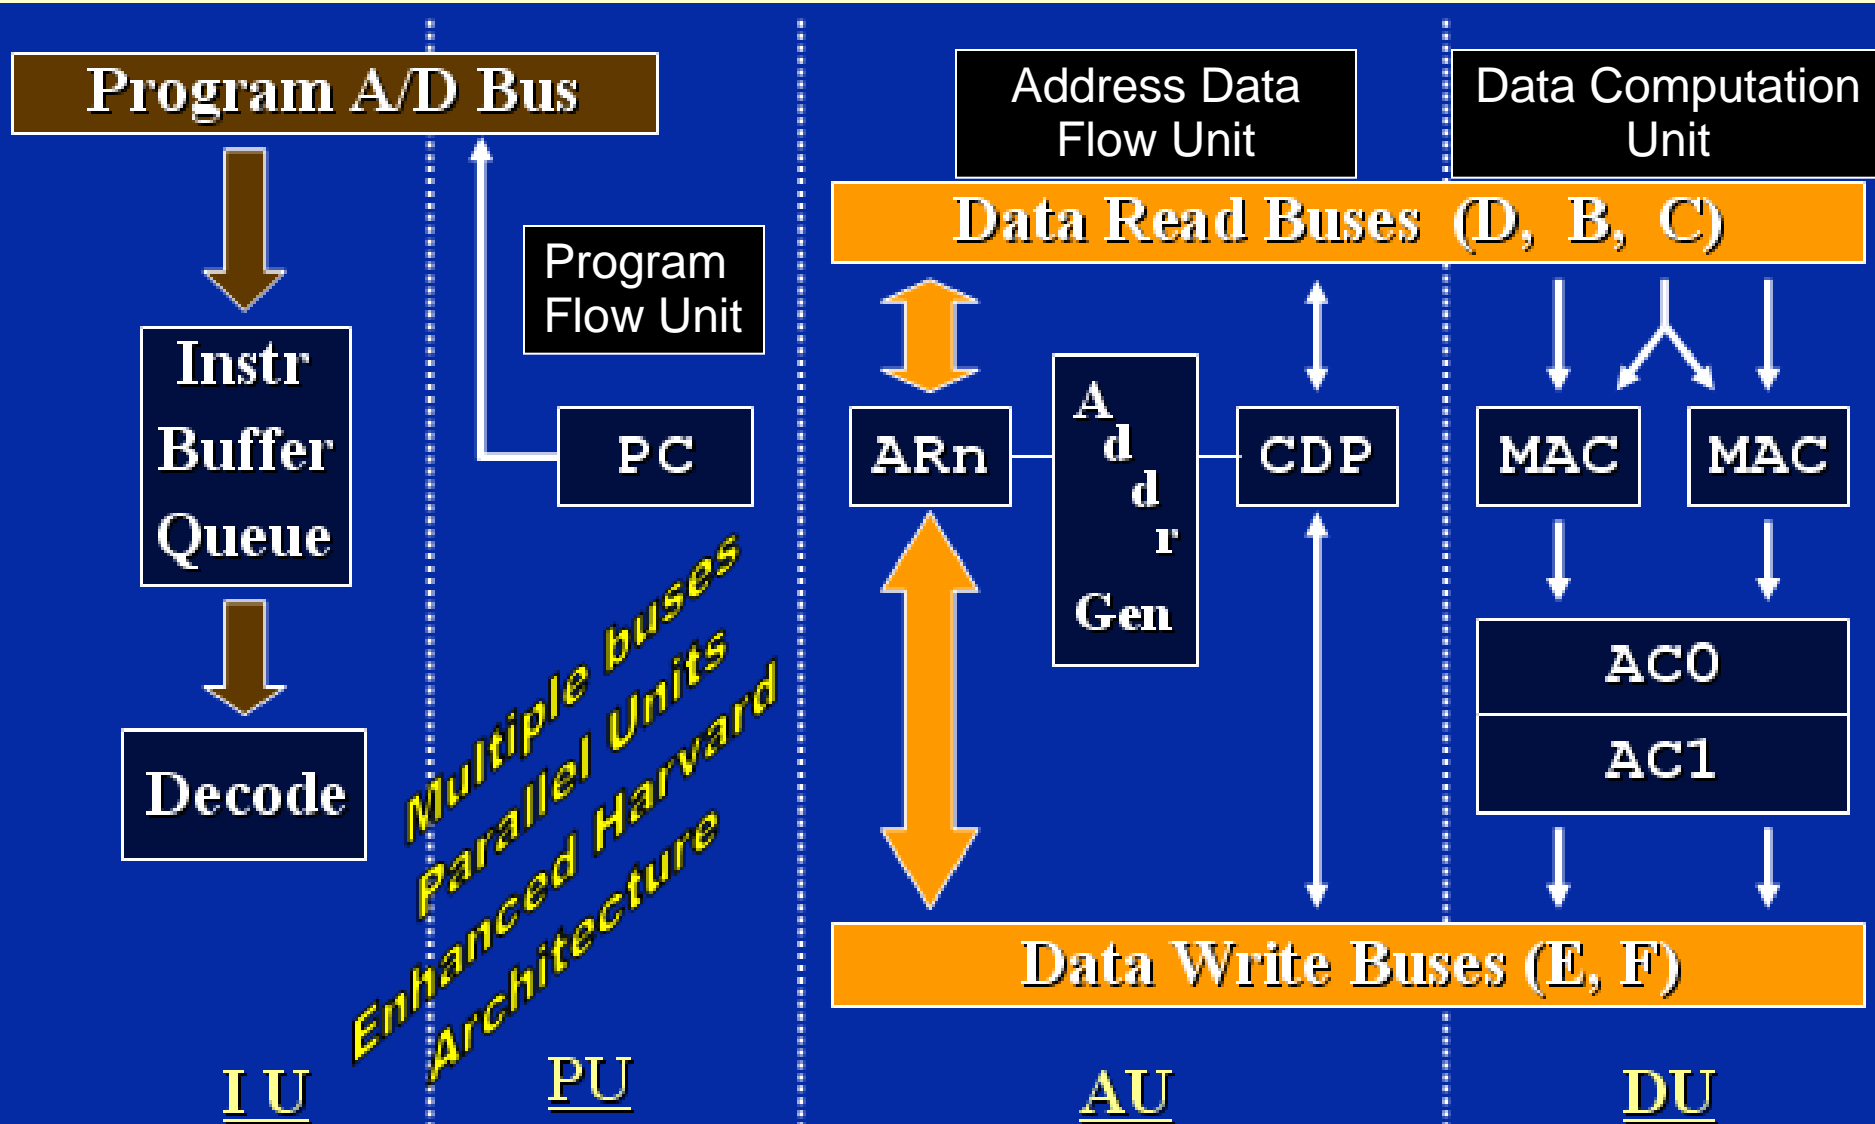 Program A/D Bus
Address Data
Flow Unit
Data Computation
Unit
Data Read Buses (D, B, C)
Program
Flow Unit
Instr
Buffer
Queue
PC
ARn
Addr
Gen
CDP
MAC
MAC
Multiple buses
Parallel Units
Enhanced Harvard
Architecture
AC0
AC1
Decode
Data Write Buses (E, F)
I U
PU
AU
DU